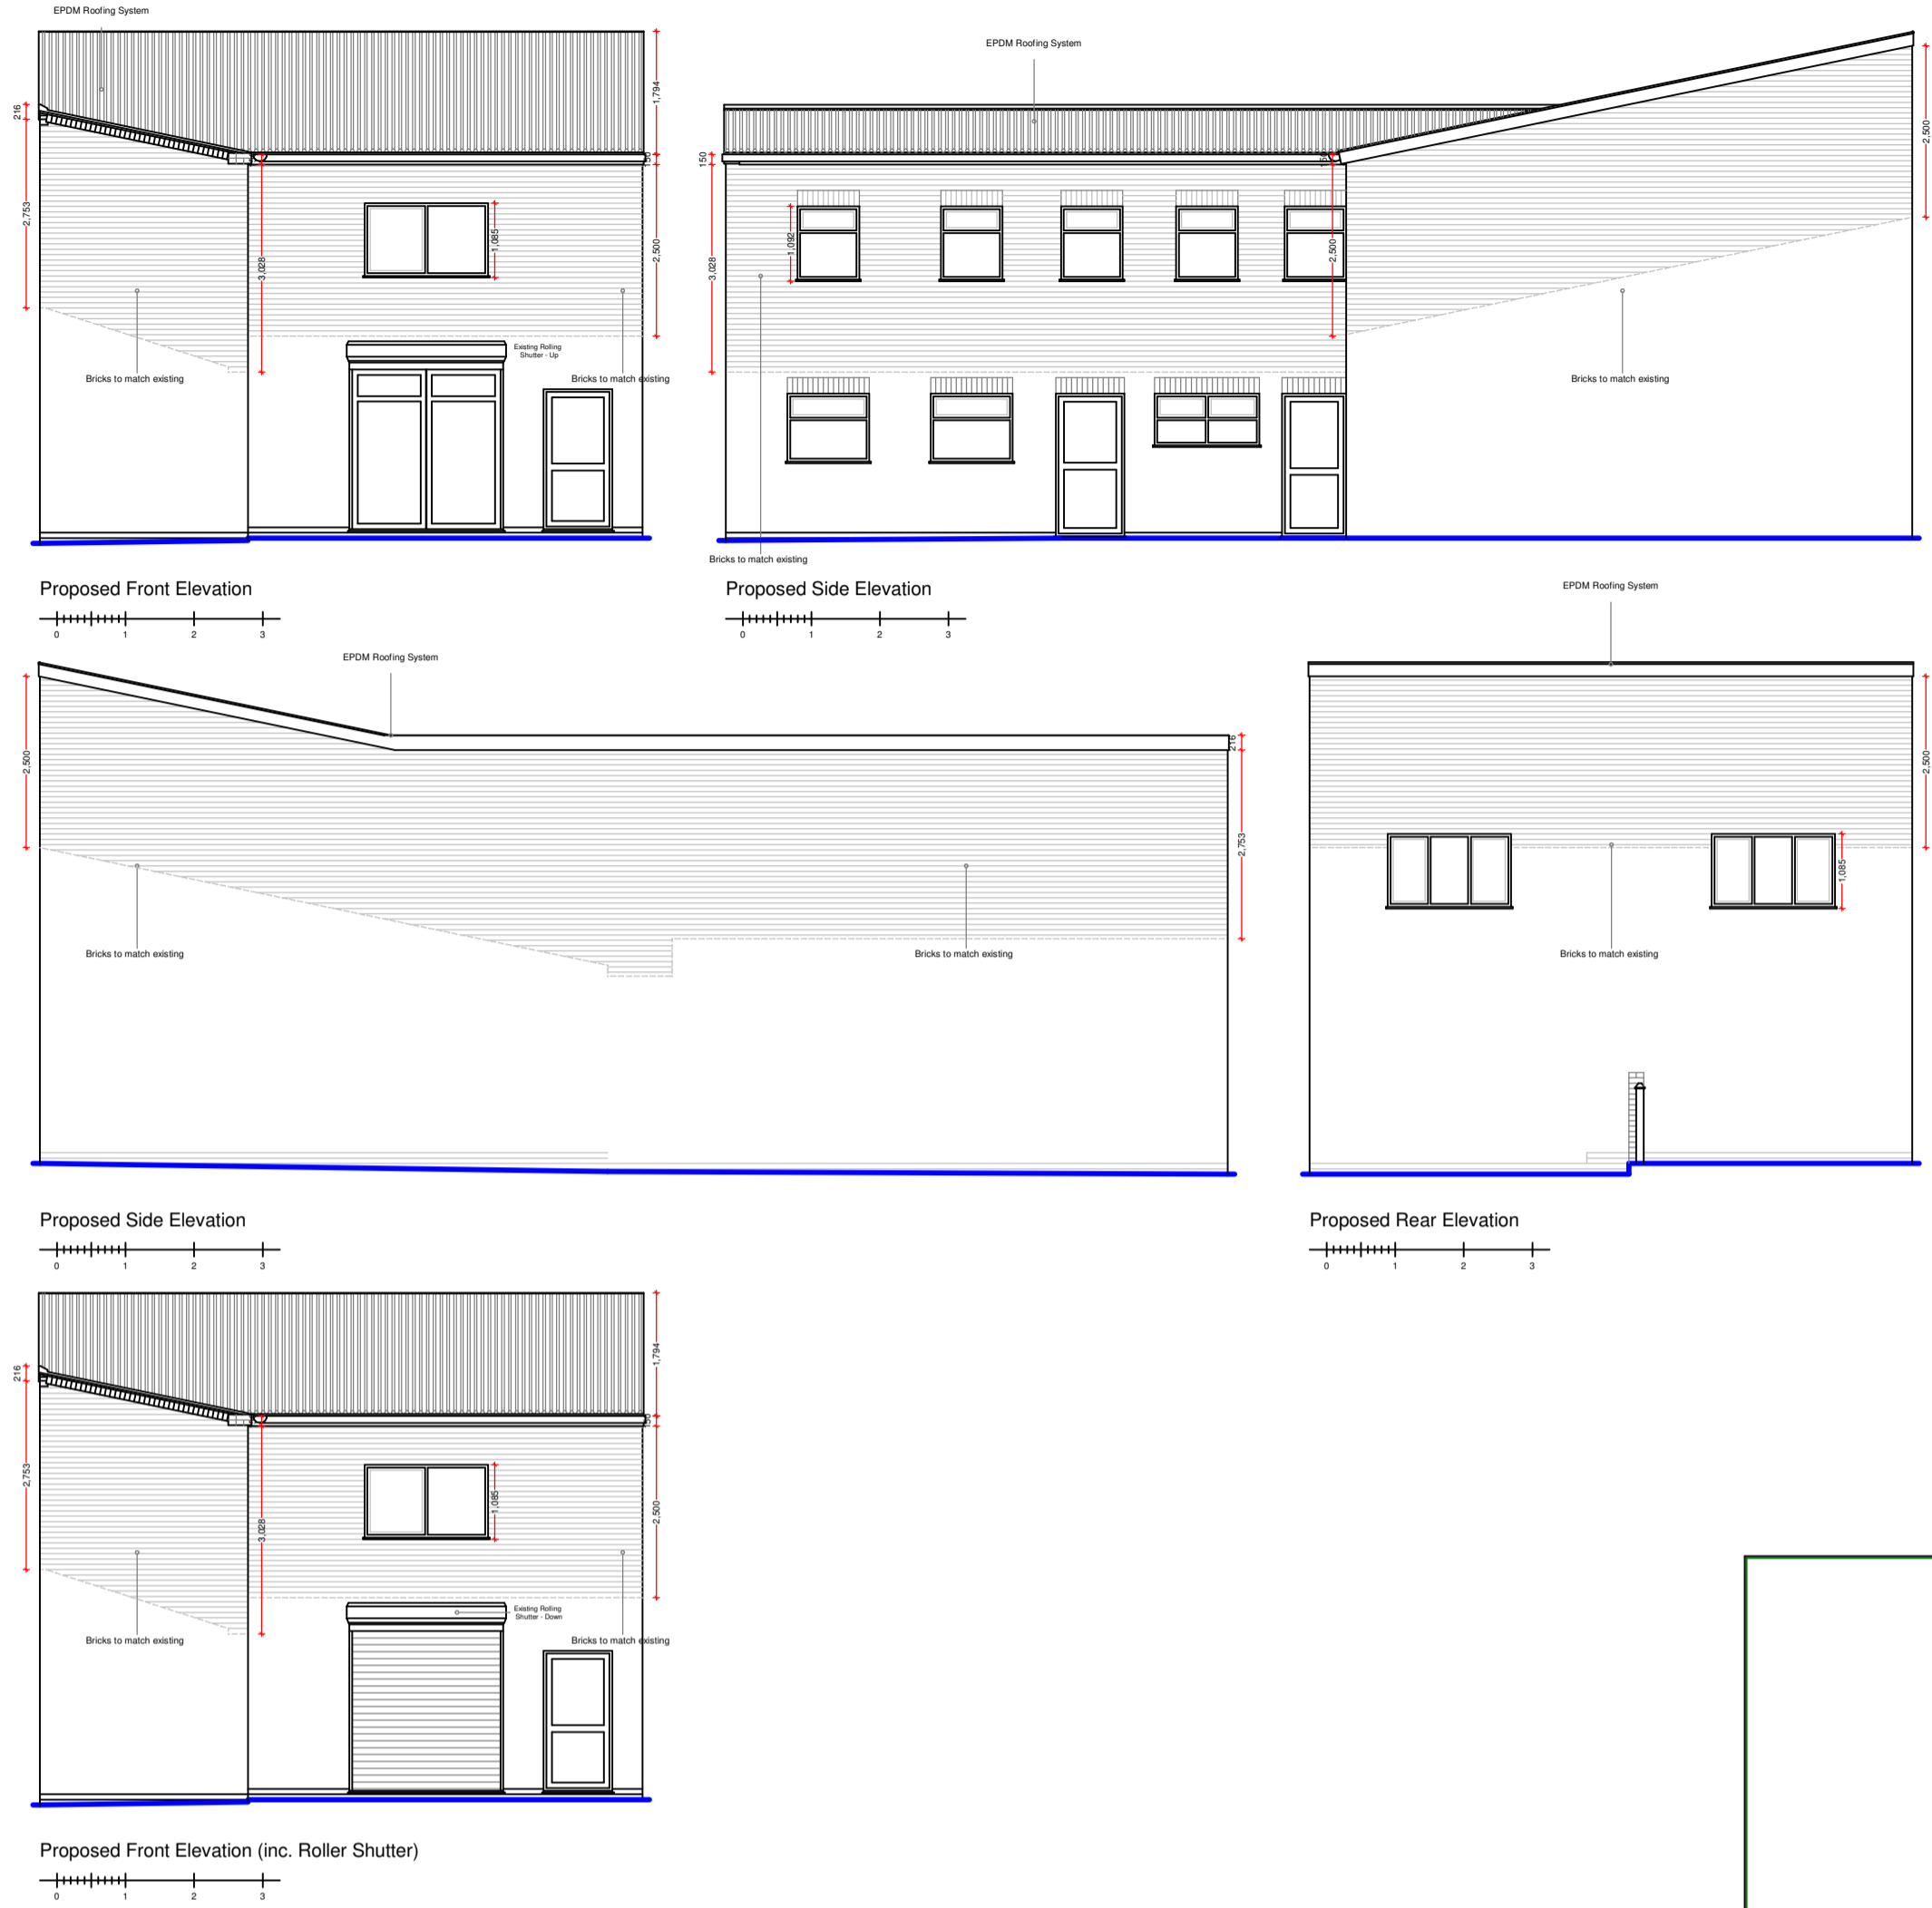 EPDM Roofing System
216
2,753
3,028
1,085
1,794
150
2,500
Existing Rolling
Shutter - Up
Bricks to match existing
Bricks to match existing
Proposed Front Elevation
0 1 2 3
EPDM Roofing System
150
3,028
1,092
150
2,500
2,500
Bricks to match existing
Bricks to match existing
Proposed Side Elevation
0 1 2 3
EPDM Roofing System
2,500
216
2,753
Bricks to match existing
Bricks to match existing
Proposed Side Elevation
0 1 2 3
EPDM Roofing System
2,500
1,085
Bricks to match existing
Proposed Rear Elevation
0 1 2 3
216
2,753
3,028
1,085
1,794
150
2,500
Existing Rolling
Shutter - Down
Bricks to match existing
Bricks to match existing
Proposed Front Elevation (inc. Roller Shutter)
0 1 2 3